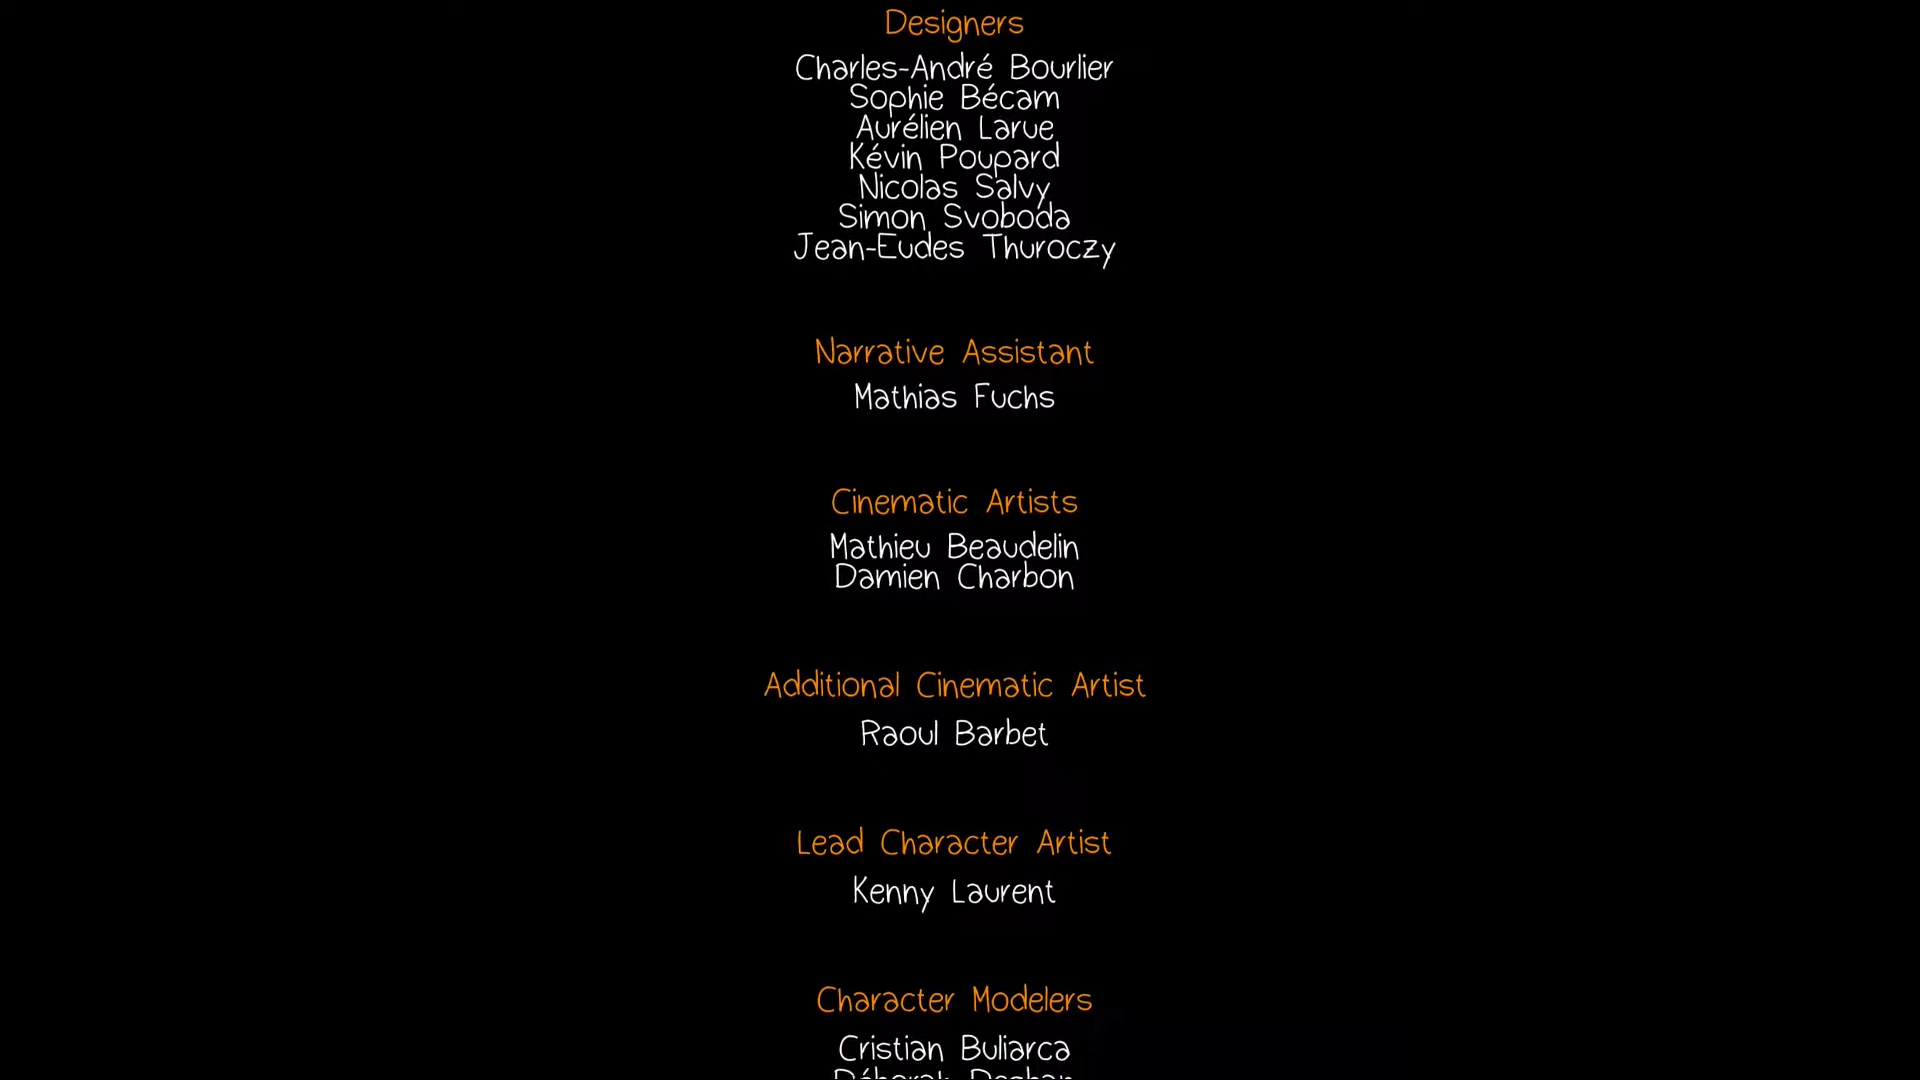 Designers
Charles-André Bourlier
Sophie Bécam
Aurélien Larue
Kévin Poupard
Nicolas Salvy
Simon Svoboda
Jean-Eudes Thuroczy
Narrative Assistant
Mathias Fuchs
Cinematic Artists
Mathieu Beaudelin
Damien Charbon
Additional Cinematic Artist
Raoul Barbet
Lead Character Artist
Kenny Laurent
Character Modelers
Cristian Buliarca